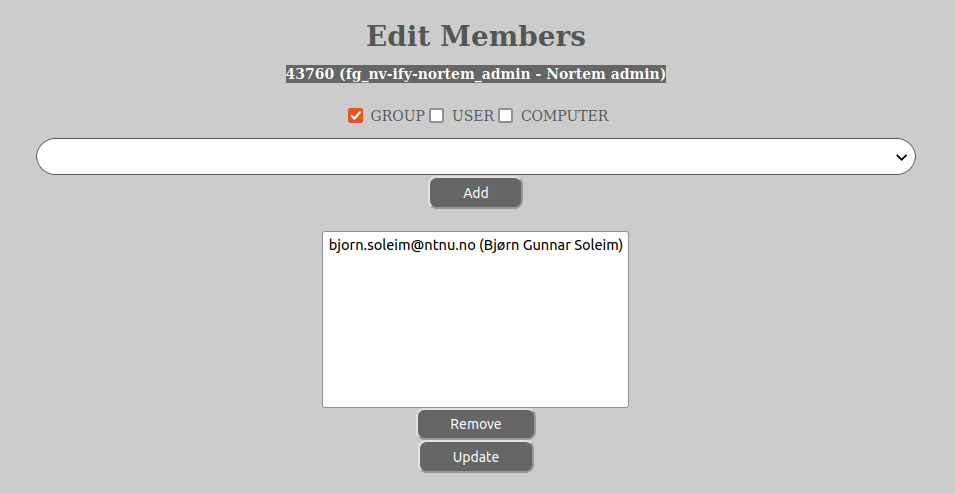 Edit Members
43760 (fg_nv-ify-nortem_admin - Nortem admin)
GROUP USER COMPUTER
Add
bjorn.soleim@ntnu.no (Bjørn Gunnar Soleim)
Remove
Update